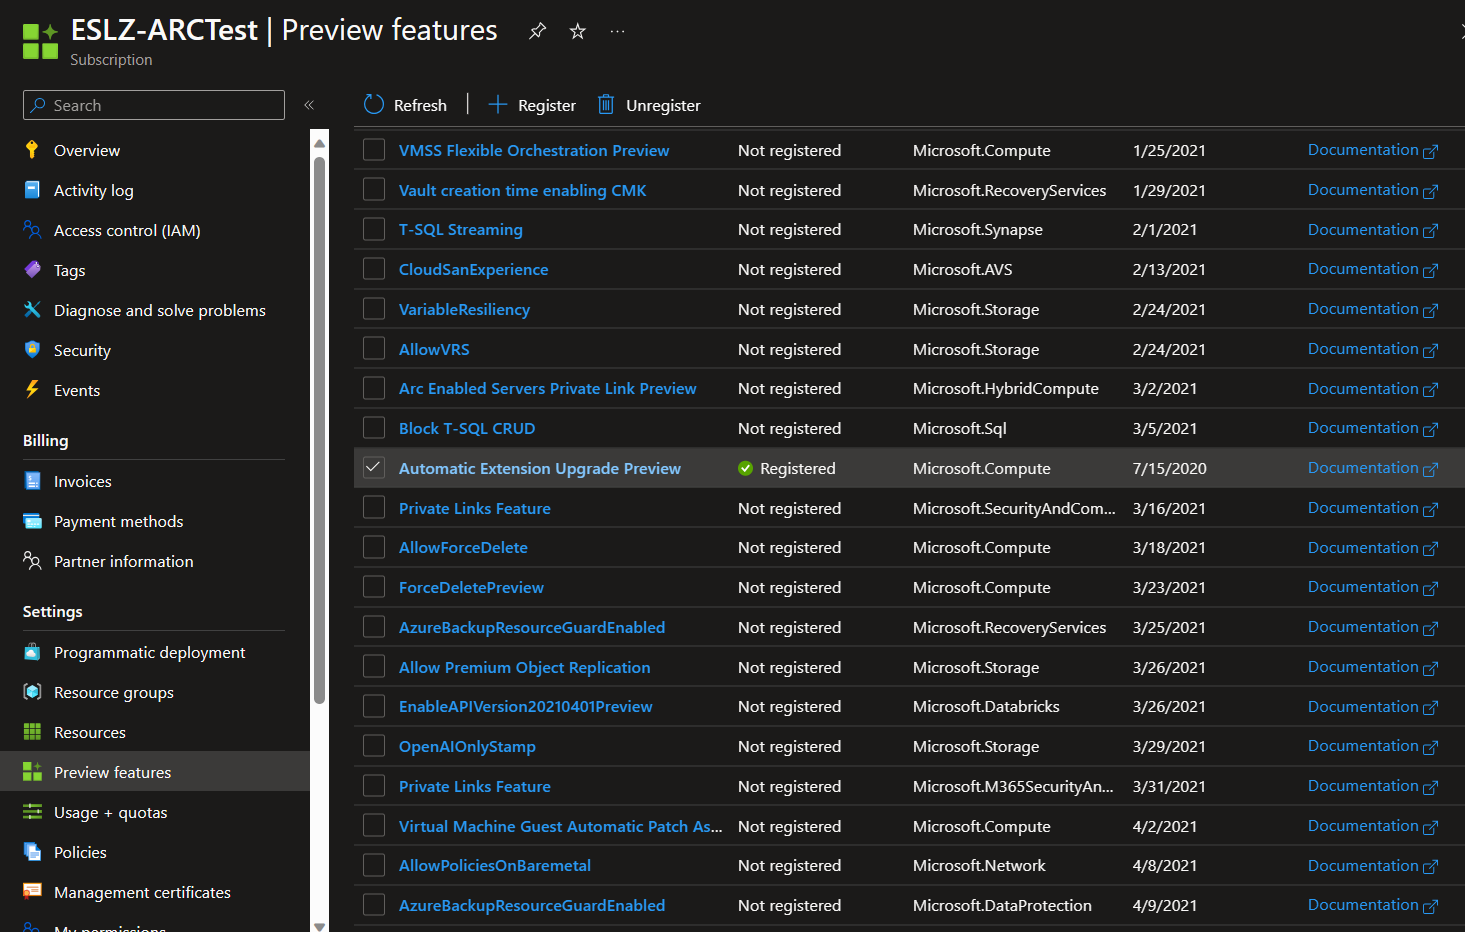 ESLZ-ARCTest | Preview features
Subscription
Search
Refresh | Register Unregister
Overview
Activity log
Access control (IAM)
Tags
Diagnose and solve problems
Security
Events
Billing
Invoices
Payment methods
Partner information
Settings
Programmatic deployment
Resource groups
Resources
Preview features
Usage + quotas
Policies
Management certificates
My permissions
VMSS Flexible Orchestration Preview Not registered Microsoft.Compute 1/25/2021 Documentation
Vault creation time enabling CMK Not registered Microsoft.RecoveryServices 1/29/2021 Documentation
T-SQL Streaming Not registered Microsoft.Synapse 2/1/2021 Documentation
CloudSanExperience Not registered Microsoft.AVS 2/13/2021 Documentation
VariableResiliency Not registered Microsoft.Storage 2/24/2021 Documentation
AllowVRS Not registered Microsoft.Storage 2/24/2021 Documentation
Arc Enabled Servers Private Link Preview Not registered Microsoft.HybridCompute 3/2/2021 Documentation
Block T-SQL CRUD Not registered Microsoft.Sql 3/5/2021 Documentation
Automatic Extension Upgrade Preview Registered Microsoft.Compute 7/15/2020 Documentation
Private Links Feature Not registered Microsoft.SecurityAndCom... 3/16/2021 Documentation
AllowForceDelete Not registered Microsoft.Compute 3/18/2021 Documentation
ForceDeletePreview Not registered Microsoft.Compute 3/23/2021 Documentation
AzureBackupResourceGuardEnabled Not registered Microsoft.RecoveryServices 3/25/2021 Documentation
Allow Premium Object Replication Not registered Microsoft.Storage 3/26/2021 Documentation
EnableAPIVersion20210401Preview Not registered Microsoft.Databricks 3/26/2021 Documentation
OpenAIOnlyStamp Not registered Microsoft.Storage 3/29/2021 Documentation
Private Links Feature Not registered Microsoft.M365SecurityAn... 3/31/2021 Documentation
Virtual Machine Guest Automatic Patch As... Not registered Microsoft.Compute 4/2/2021 Documentation
AllowPoliciesOnBaremetal Not registered Microsoft.Network 4/8/2021 Documentation
AzureBackupResourceGuardEnabled Not registered Microsoft.DataProtection 4/9/2021 Documentation